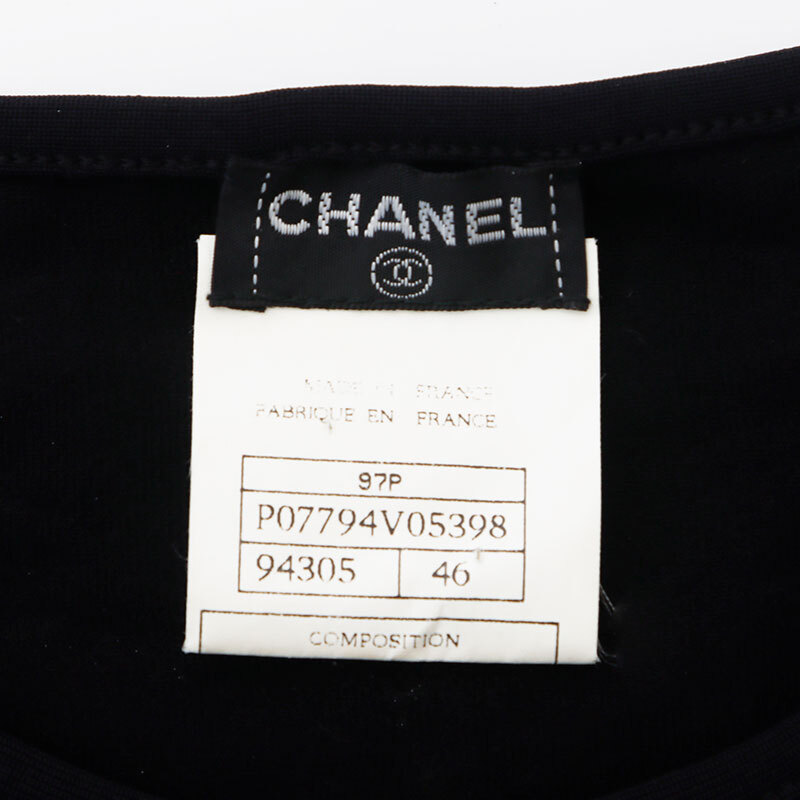 CHANEL
MADE IN FRANCE
FABRIQUE EN FRANCE
97P
P07794V05398
94305 46
COMPOSITION